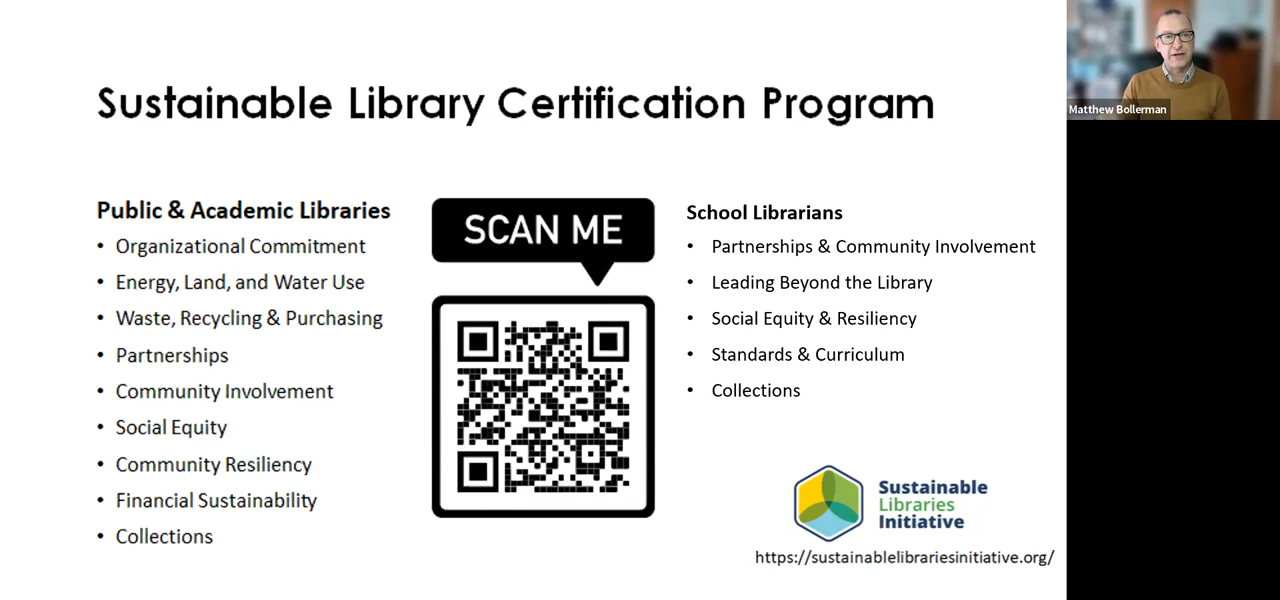 Sustainable Library Certification Program
Public & Academic Libraries
• Organizational Commitment
• Energy, Land, and Water Use
• Waste, Recycling & Purchasing
• Partnerships
• Community Involvement
• Social Equity
• Community Resiliency
• Financial Sustainability
• Collections
SCAN ME
School Librarians
• Partnerships & Community Involvement
• Leading Beyond the Library
• Social Equity & Resiliency
• Standards & Curriculum
• Collections
Sustainable
Libraries
Initiative
https://sustainablelibrariesinitiative.org/
Matthew Bollerman